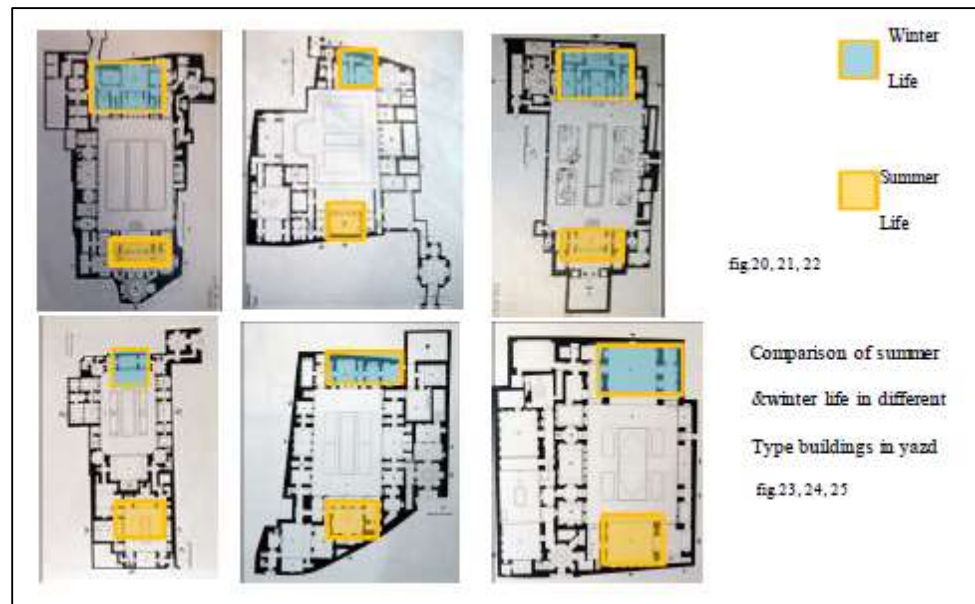 Winter
Life
Summer
Life
fig.20, 21, 22
Comparison of summer
&winter life in different
Type buildings in yazd
fig.23, 24, 25